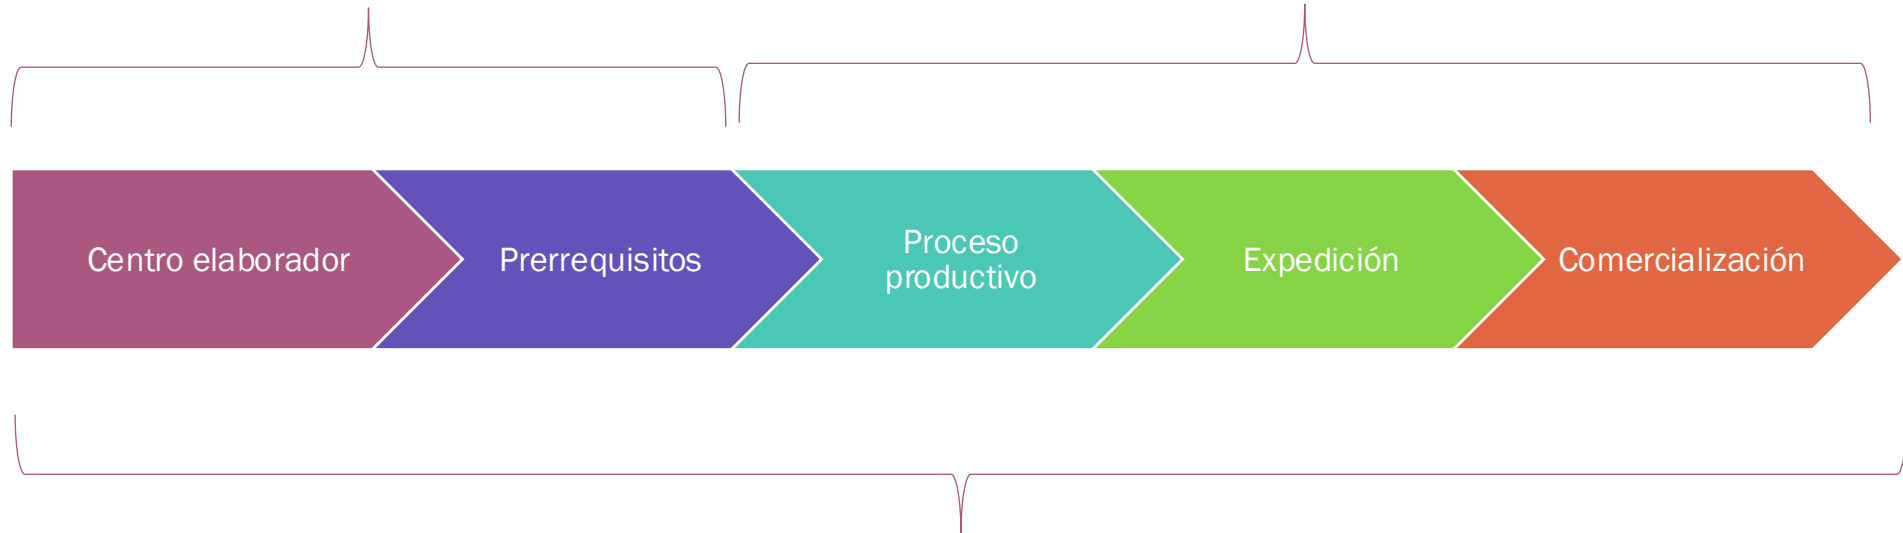 Centro elaborador
Prerrequisitos
Proceso
productivo
Expedición
Comercialización